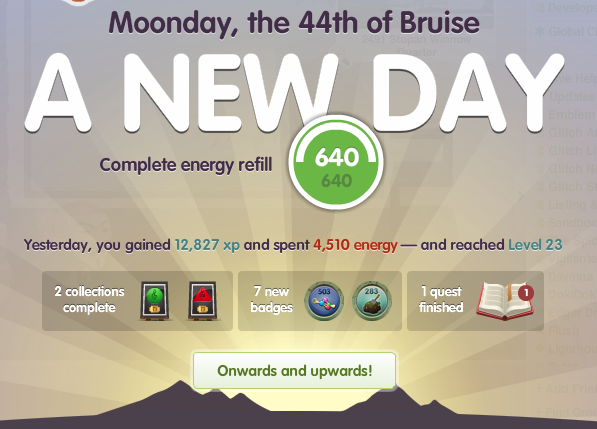 Moonday, the 44th of Bruise
A NEW DAY
Complete energy refill
640
640
Yesterday, you gained 12,827 xp and spent 4,510 energy — and reached Level 23
2 collections
complete
7 new
badges
503
283
1 quest
finished
1
Onwards and upwards!